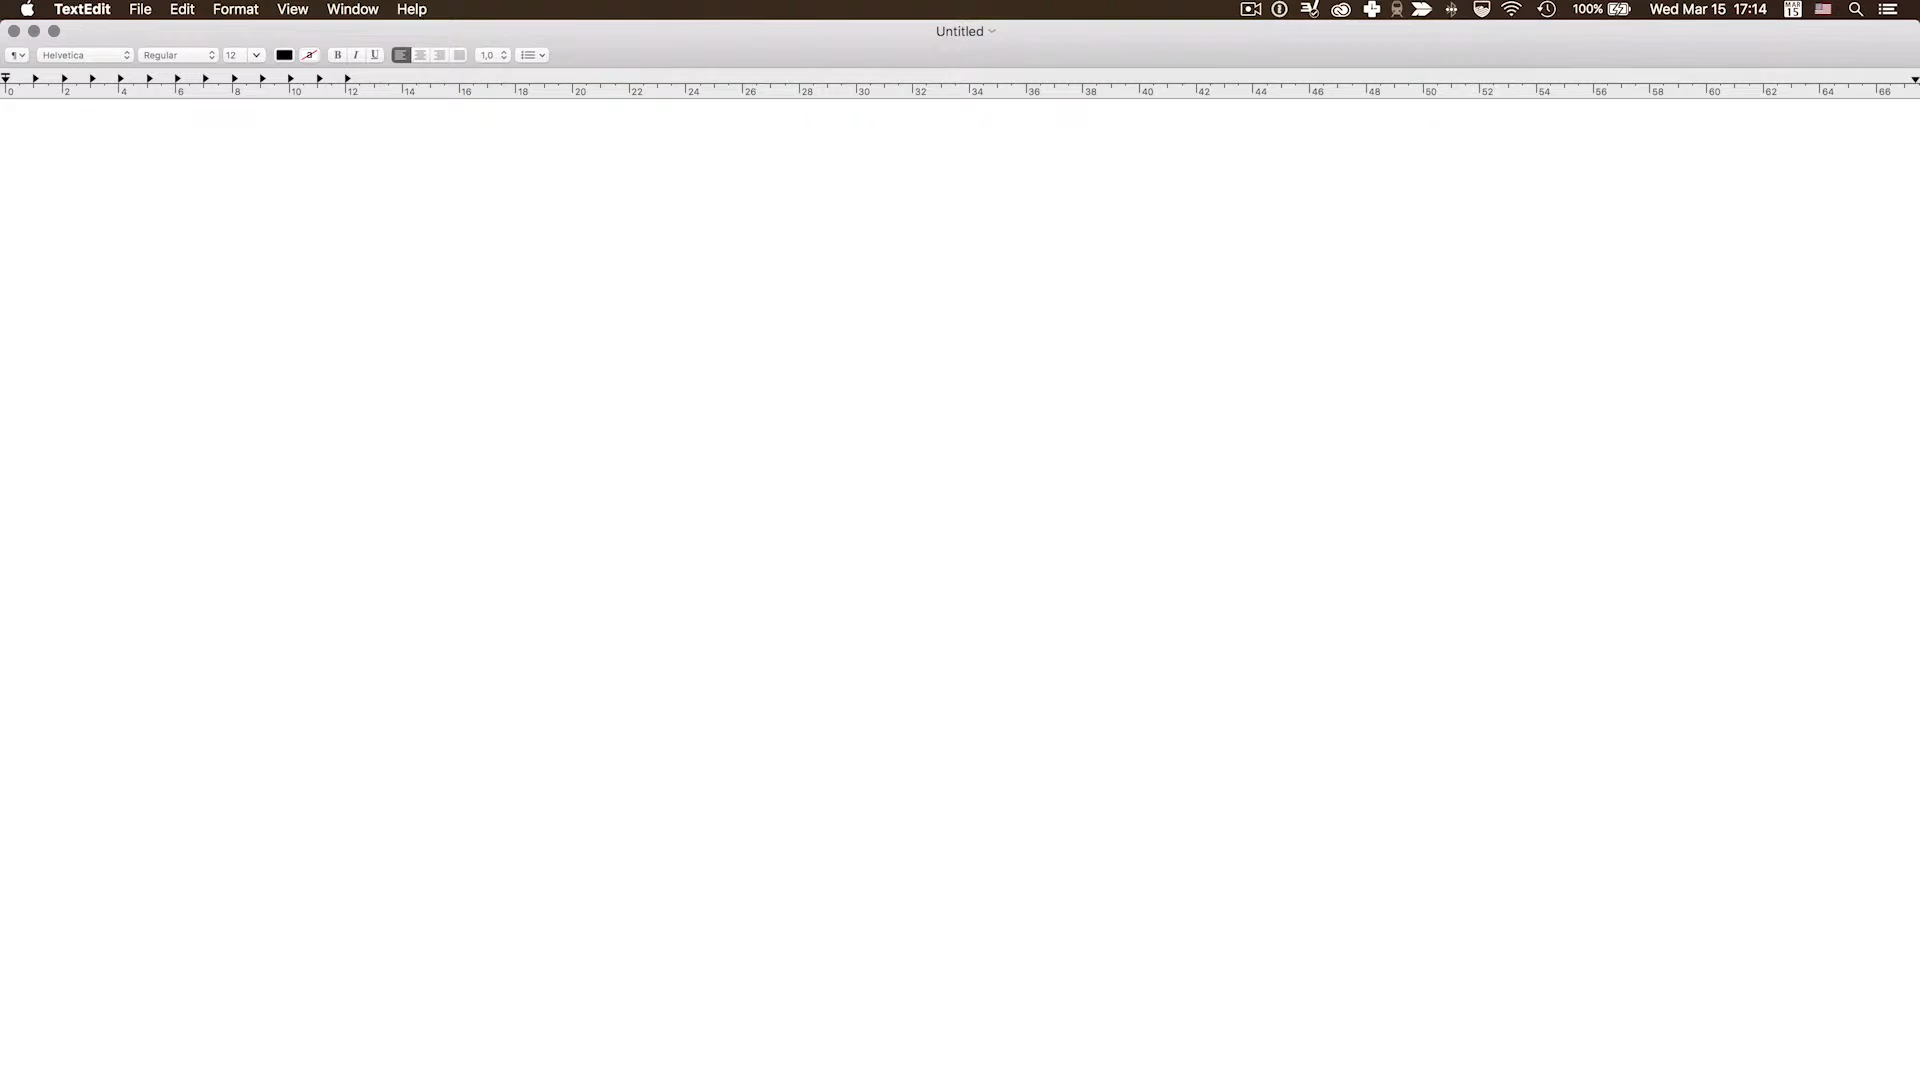 TextEdit File Edit Format View Window Help 100% Wed Mar 15 17:14 MAR 15
Untitled
¶ Helvetica Regular 12 a B I U 1,0
0 2 4 6 8 10 12 14 16 18 20 22 24 26 28 30 32 34 36 38 40 42 44 46 48 50 52 54 56 58 60 62 64 66